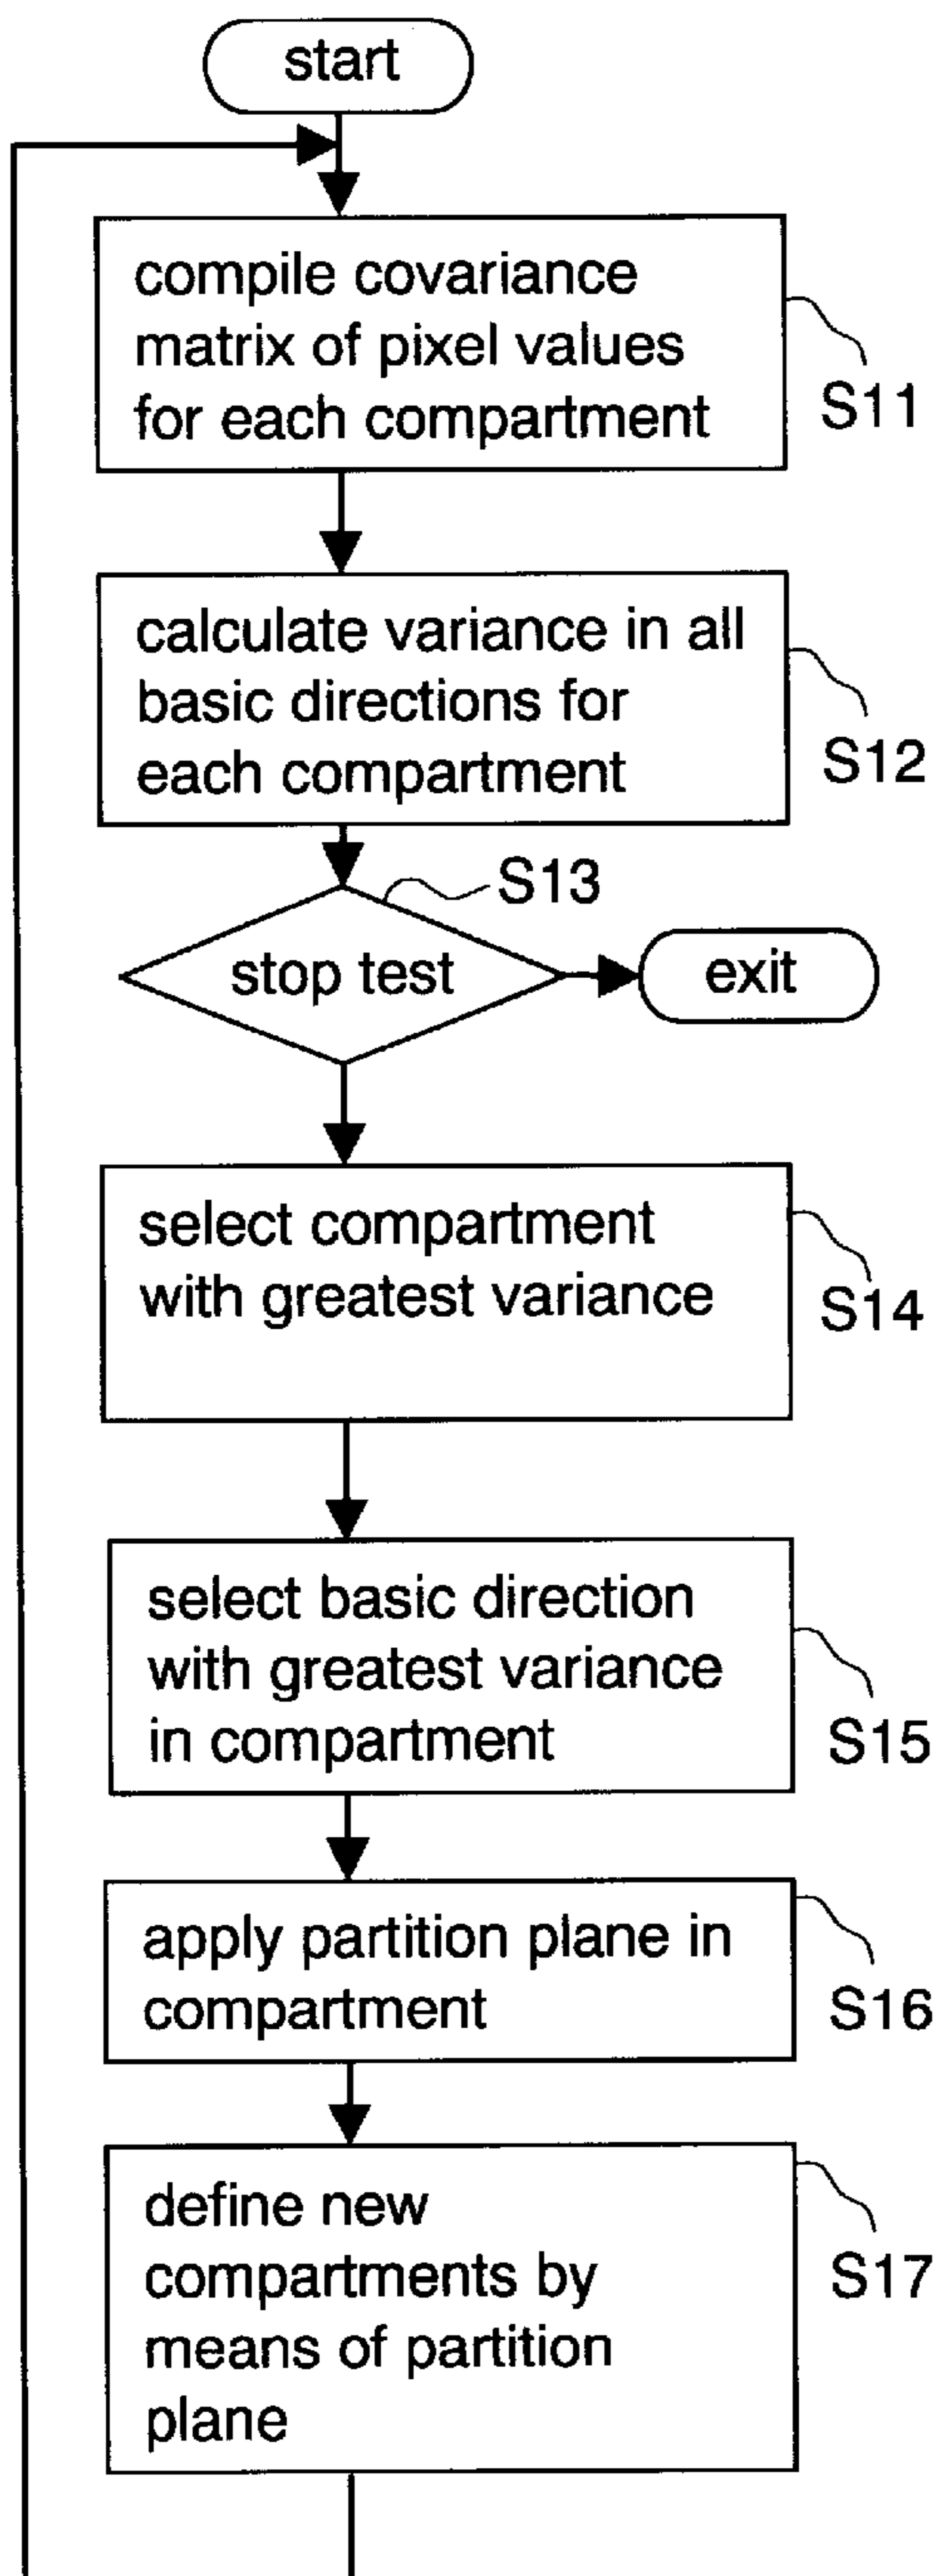 start
compile covariance
matrix of pixel values
for each compartment
S11
calculate variance in all
basic directions for
each compartment
S12
S13
stop test
exit
select compartment
with greatest variance
S14
select basic direction
with greatest variance
in compartment
S15
apply partition plane in
compartment
S16
define new
compartments by
means of partition
plane
S17